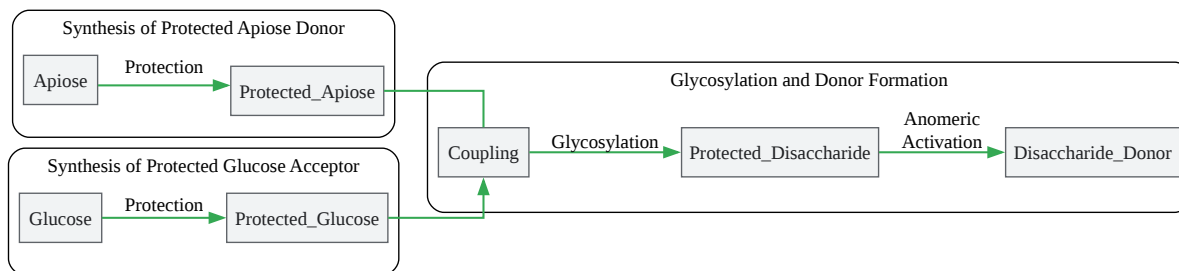 Synthesis of Protected Apiose Donor
Apiose
Protection
Protected_Apiose
Synthesis of Protected Glucose Acceptor
Glucose
Protection
Protected_Glucose
Glycosylation and Donor Formation
Coupling
Glycosylation
Protected_Disaccharide
Anomeric
Activation
Disaccharide_Donor